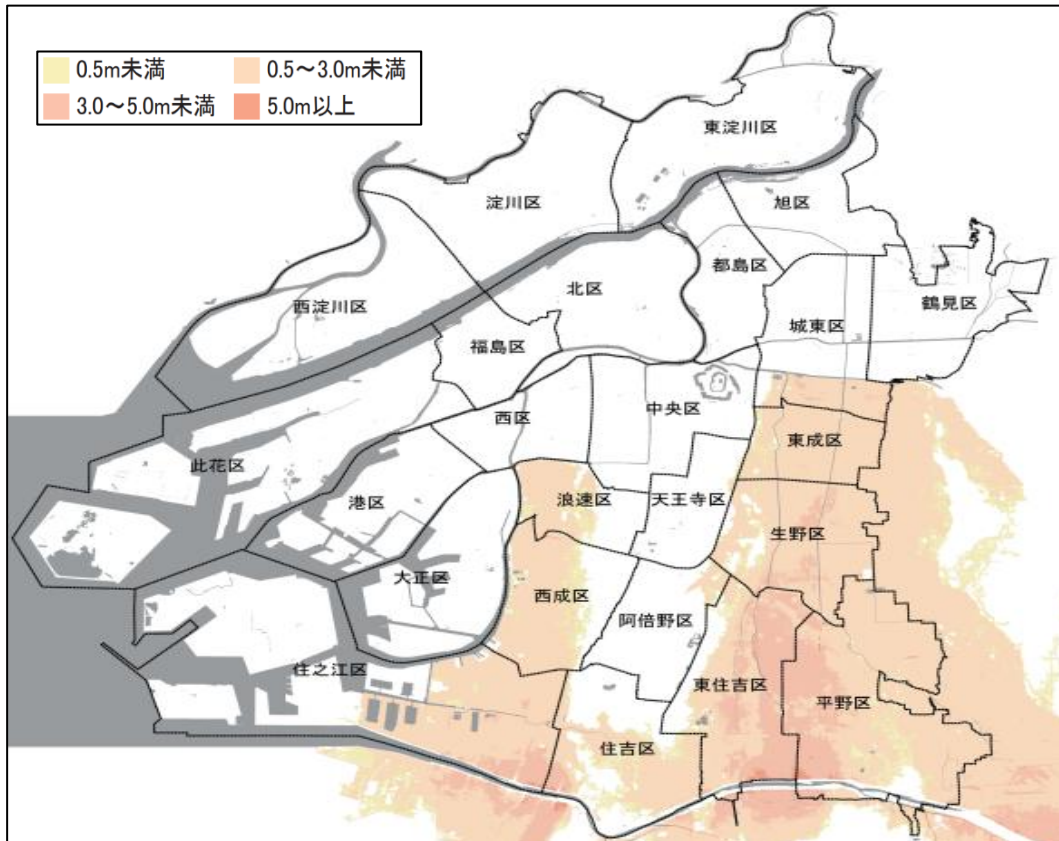 0.5m未満
0.5～3.0m未満
3.0～5.0m未満
5.0m以上
東淀川区
淀川区
旭区
都島区
北区
西淀川区
鶴見区
城東区
福島区
中央区
西区
東成区
此花区
港区
浪速区
天王寺区
生野区
大正区
西成区
阿倍野区
住之江区
東住吉区
平野区
住吉区